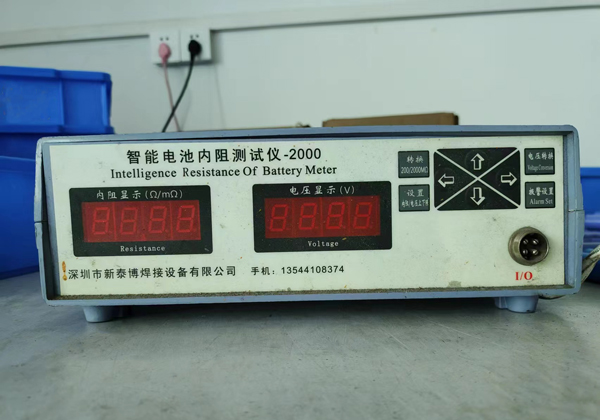 智能电池内阻测试仪-2000
Intelligence Resistance Of Battery Meter
内阻显示(Ω/mΩ)
Resistance
电压显示(V)
Voltage
转换
200/2000MΩ
设置
电压转换
报警设置
Alarm Set
深圳市新泰博焊接设备有限公司 手机：13544108374
I/O